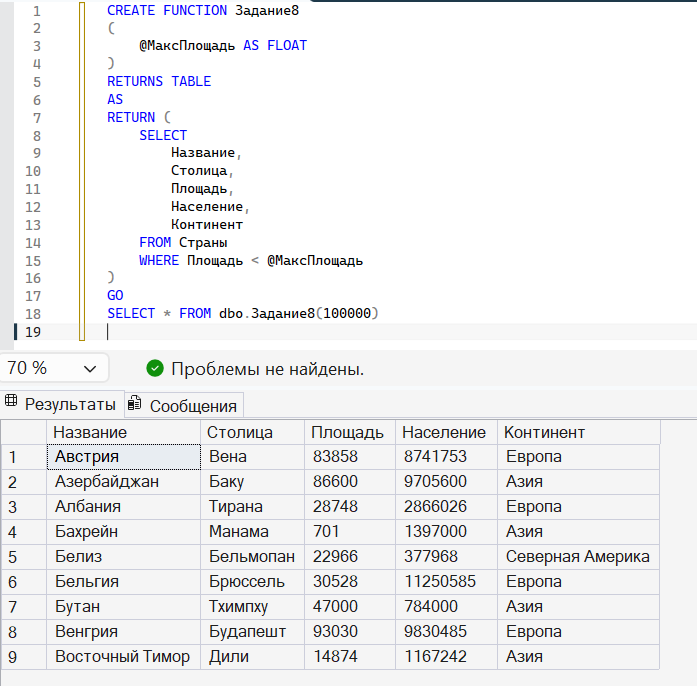 1 CREATE FUNCTION Задание8
2 (
3 @МаксПлощадь AS FLOAT
4 )
5 RETURNS TABLE
6 AS
7 RETURN (
8 SELECT
9 Название,
10 Столица,
11 Площадь,
12 Население,
13 Континент
14 FROM Страны
15 WHERE Площадь < @МаксПлощадь
16 )
17 GO
18 SELECT * FROM dbo.Задание8(100000)
19
70 % Проблемы не найдены.
Результаты Сообщения
Название Столица Площадь Население Континент
1 Австрия Вена 83858 8741753 Европа
2 Азербайджан Баку 86600 9705600 Азия
3 Албания Тирана 28748 2866026 Европа
4 Бахрейн Манама 701 1397000 Азия
5 Белиз Бельмопан 22966 377968 Северная Америка
6 Бельгия Брюссель 30528 11250585 Европа
7 Бутан Тхимпху 47000 784000 Азия
8 Венгрия Будапешт 93030 9830485 Европа
9 Восточный Тимор Дили 14874 1167242 Азия